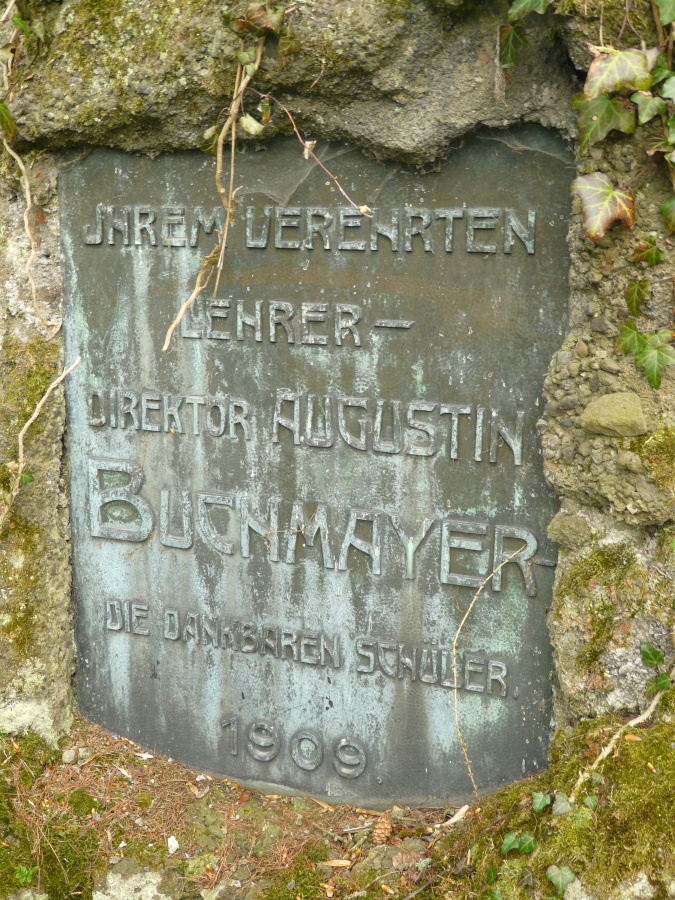 JHREM VEREHRTEN
LEHRER-
DIREKTOR AUGUSTIN
BUCHMAYER-
DIE DANKBAREN SCHÜLER.
1909